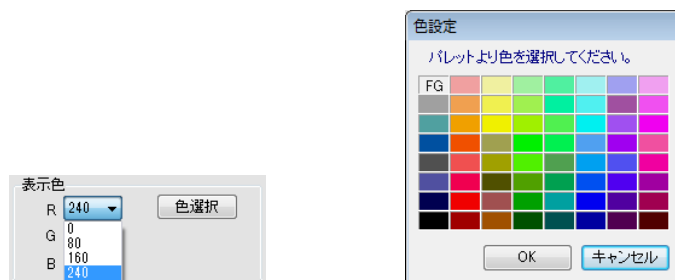 色設定
パレットより色を選択してください。
FG
表示色
R 240 色選択
G 0
80
B 160
240
OK キャンセル